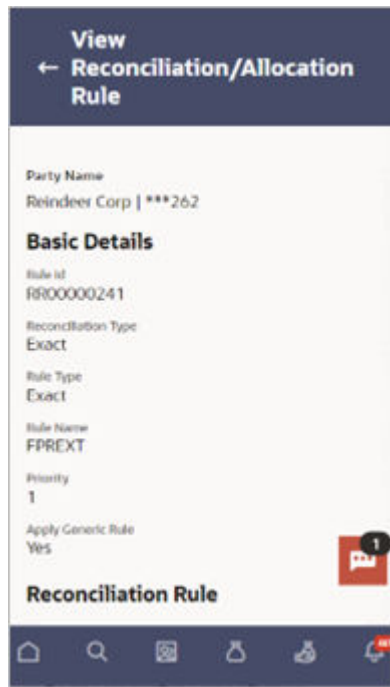 View
← Reconciliation/Allocation
Rule
Party Name
Reindeer Corp | ***262
Basic Details
Rule Id
RR00000241
Reconciliation Type
Exact
Rule Type
Exact
Rule Name
FPREXT
Priority
1
Apply Generic Rule
Yes
1
Reconciliation Rule